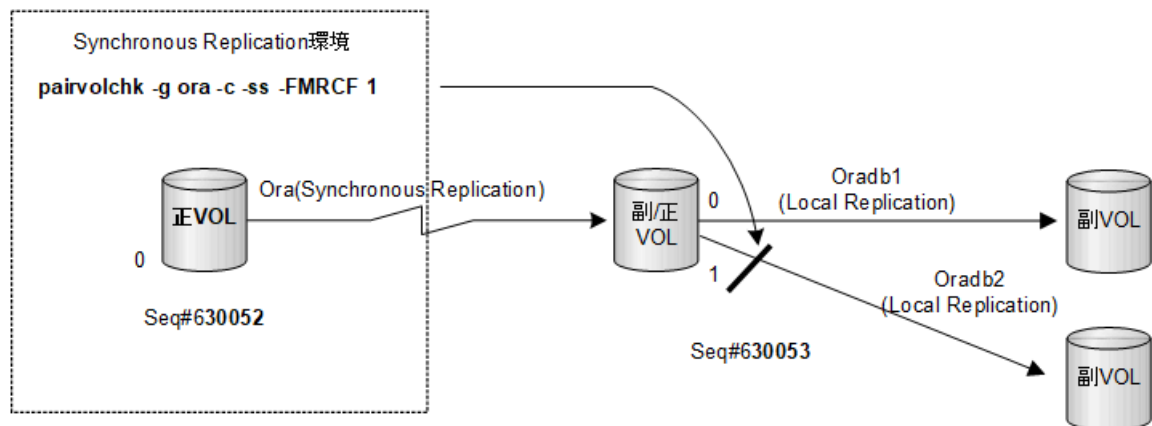 Synchronous Replication環境
pairvolchk -g ora -c -ss -FMRCF 1
正VOL
0
Seq#630052
Ora(Synchronous Replication)
副/正
VOL
0
1
Seq#630053
Oradb1
(Local Replication)
副VOL
Oradb2
(Local Replication)
副VOL